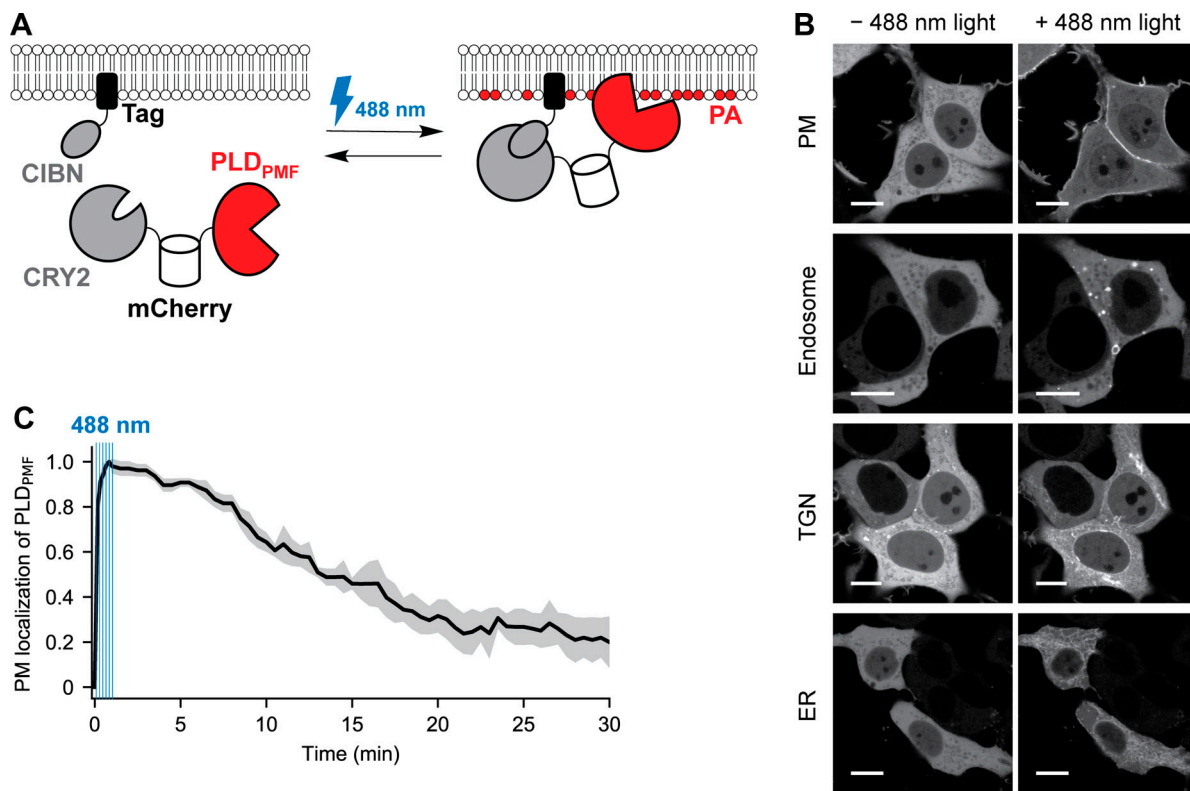 A
Tag
CIBN
PLDPMF
CRY2
mCherry
488 nm
PA
B
− 488 nm light
+ 488 nm light
PM
Endosome
TGN
ER
C
488 nm
PM localization of PLDPMF
1.0
0.8
0.6
0.4
0.2
0
0 5 10 15 20 25 30
Time (min)